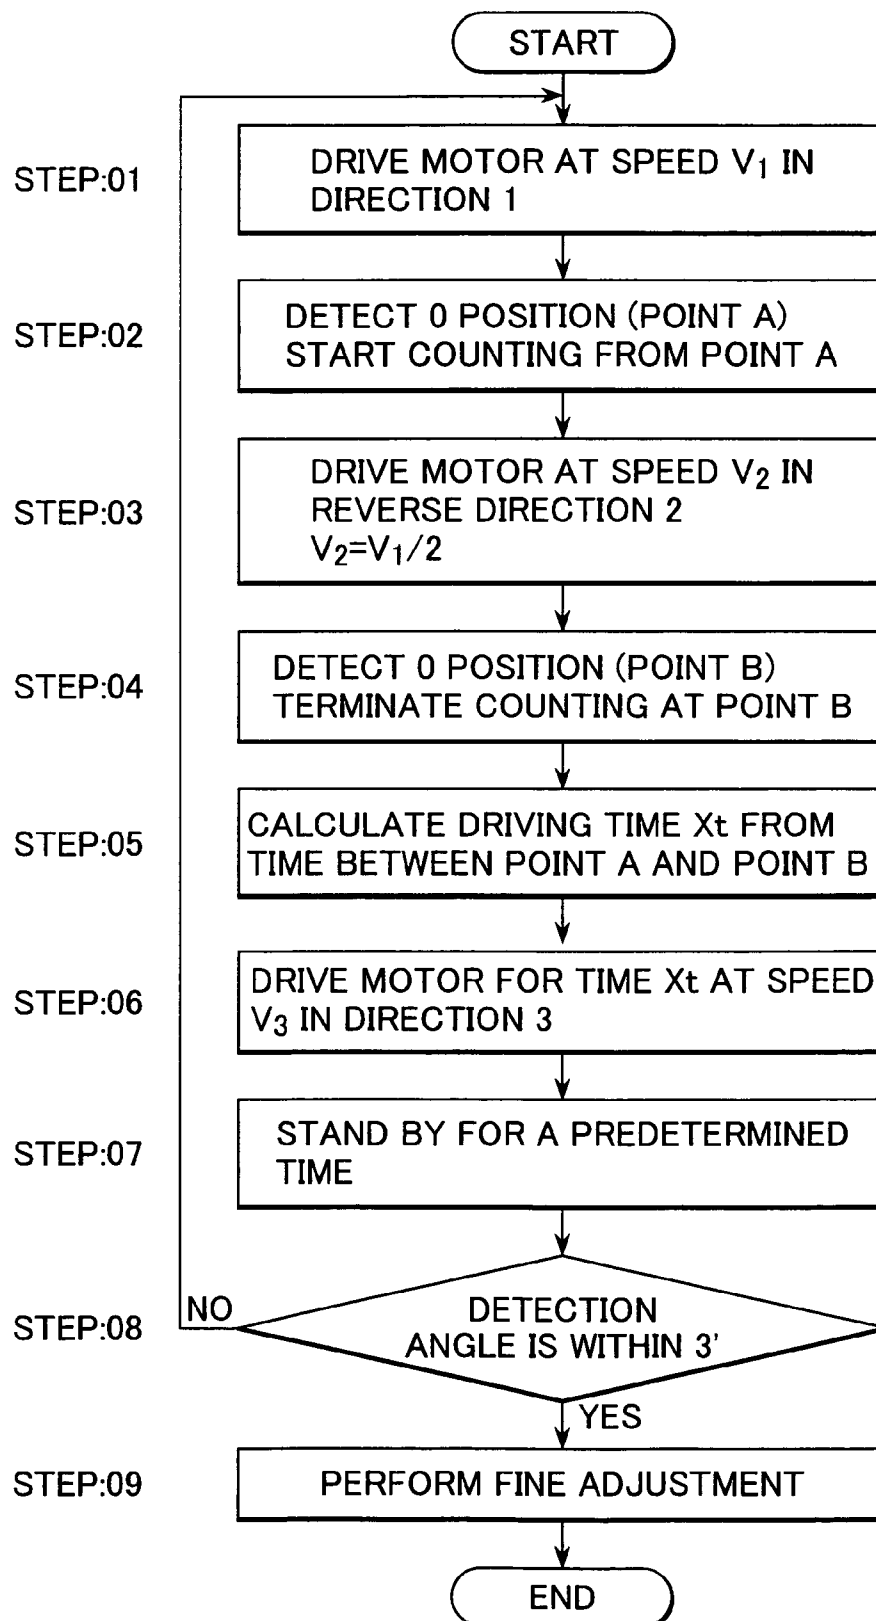 START
STEP:01
DRIVE MOTOR AT SPEED V1 IN
DIRECTION 1
STEP:02
DETECT 0 POSITION (POINT A)
START COUNTING FROM POINT A
STEP:03
DRIVE MOTOR AT SPEED V2 IN
REVERSE DIRECTION 2
V2=V1/2
STEP:04
DETECT 0 POSITION (POINT B)
TERMINATE COUNTING AT POINT B
STEP:05
CALCULATE DRIVING TIME Xt FROM
TIME BETWEEN POINT A AND POINT B
STEP:06
DRIVE MOTOR FOR TIME Xt AT SPEED
V3 IN DIRECTION 3
STEP:07
STAND BY FOR A PREDETERMINED
TIME
STEP:08
NO
DETECTION
ANGLE IS WITHIN 3'
YES
STEP:09
PERFORM FINE ADJUSTMENT
END